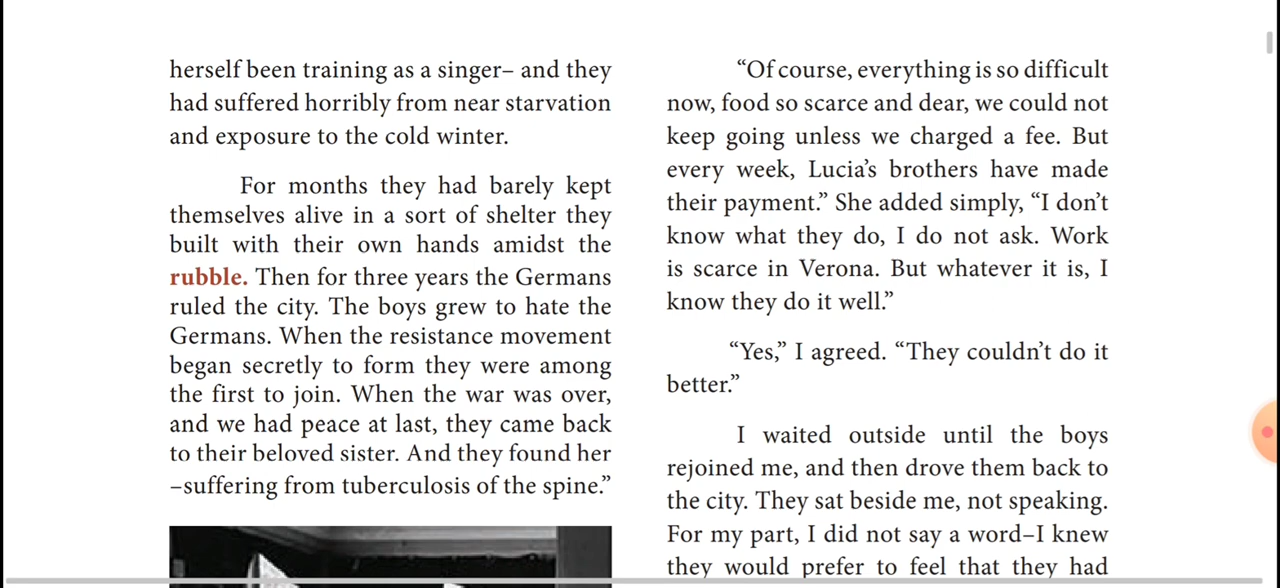 herself been training as a singer– and they
had suffered horribly from near starvation
and exposure to the cold winter.
For months they had barely kept
themselves alive in a sort of shelter they
built with their own hands amidst the
rubble. Then for three years the Germans
ruled the city. The boys grew to hate the
Germans. When the resistance movement
began secretly to form they were among
the first to join. When the war was over,
and we had peace at last, they came back
to their beloved sister. And they found her
–suffering from tuberculosis of the spine.”
“Of course, everything is so difficult
now, food so scarce and dear, we could not
keep going unless we charged a fee. But
every week, Lucia’s brothers have made
their payment.” She added simply, “I don’t
know what they do, I do not ask. Work
is scarce in Verona. But whatever it is, I
know they do it well.”
“Yes,” I agreed. “They couldn’t do it
better.”
I waited outside until the boys
rejoined me, and then drove them back to
the city. They sat beside me, not speaking.
For my part, I did not say a word–I knew
they would prefer to feel that they had